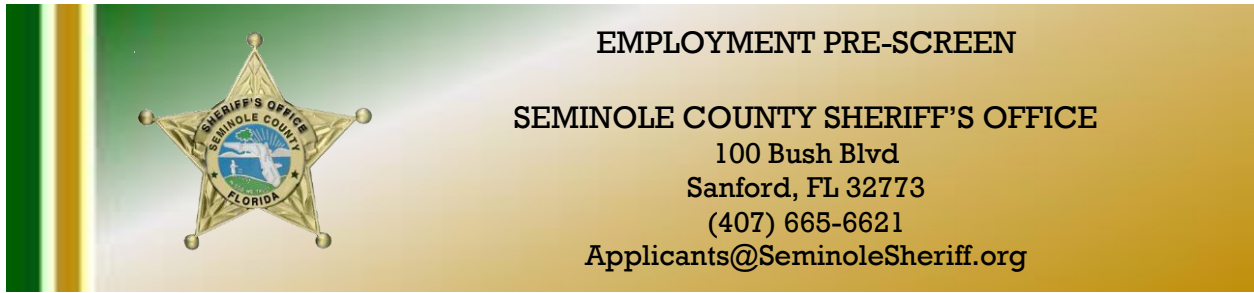 EMPLOYMENT PRE-SCREEN
SEMINOLE COUNTY SHERIFF'S OFFICE
100 Bush Blvd
Sanford, FL 32773
(407) 665-6621
Applicants@SeminoleSheriff.org
SHERIFF'S OFFICE
SEMINOLE COUNTY
FLORIDA